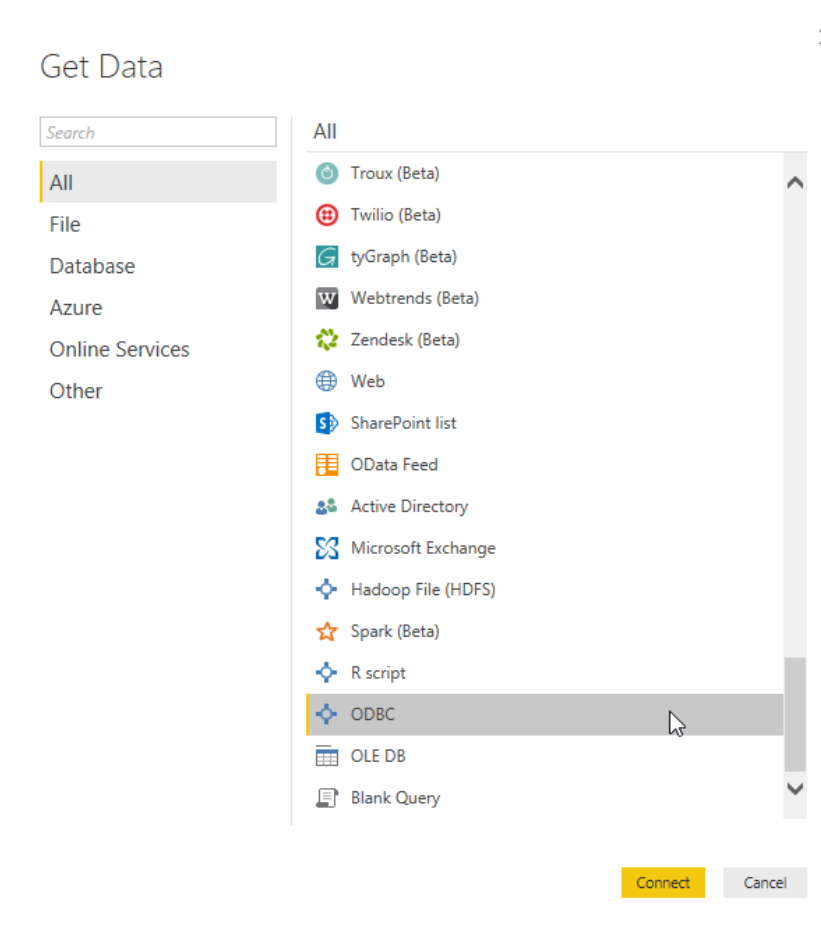 Get Data
Search
All
File
Database
Azure
Online Services
Other
All
Troux (Beta)
Twilio (Beta)
tyGraph (Beta)
Webtrends (Beta)
Zendesk (Beta)
Web
SharePoint list
OData Feed
Active Directory
Microsoft Exchange
Hadoop File (HDFS)
Spark (Beta)
R script
ODBC
OLE DB
Blank Query
Connect
Cancel